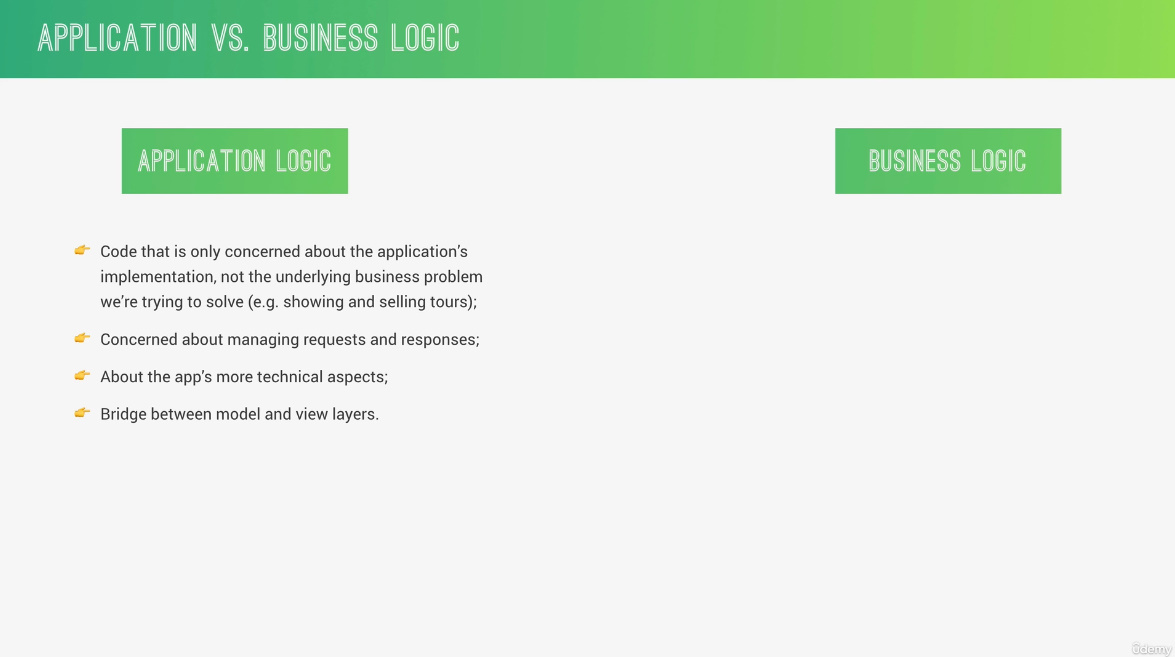 APPLICATION VS. BUSINESS LOGIC
APPLICATION LOGIC
BUSINESS LOGIC
Code that is only concerned about the application’s
implementation, not the underlying business problem
we’re trying to solve (e.g. showing and selling tours);
Concerned about managing requests and responses;
About the app’s more technical aspects;
Bridge between model and view layers.
ûdemy